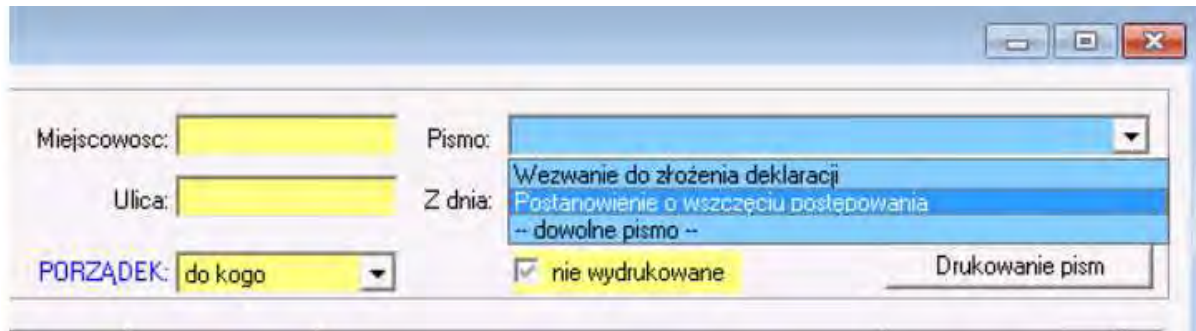 Miejscowosc:
Pismo:
Wezwanie do złożenia deklaracji
Ulica:
Z dnia:
Postanowienie o wszczęciu postępowania
-- dowolne pismo --
PORZĄDEK: do kogo
nie wydrukowane
Drukowanie pism